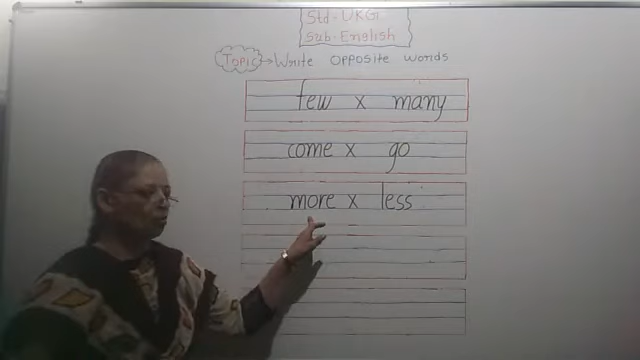 Std - UKG
Sub - English
Topic → Write opposite words
few x many
come x go
more x less